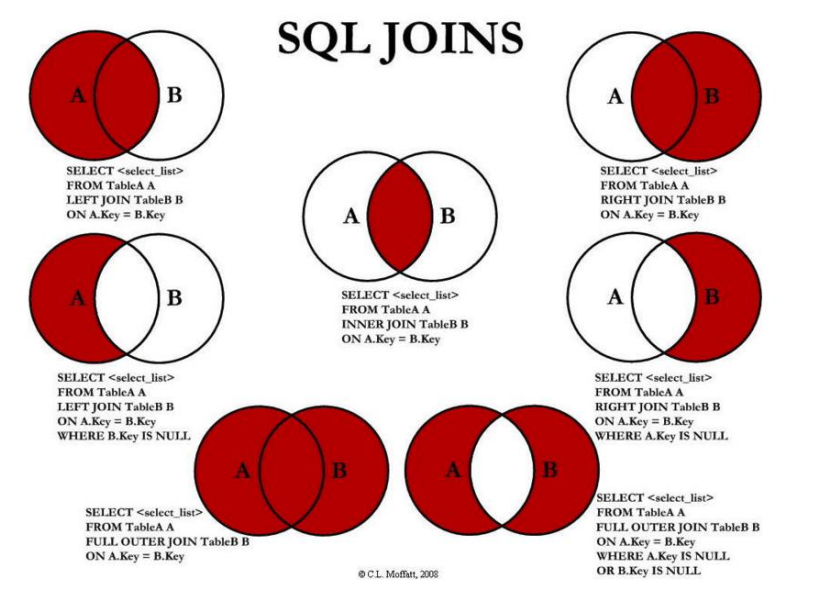 SQL JOINS
A B
SELECT <select_list>
FROM TableA A
LEFT JOIN TableB B
ON A.Key = B.Key
A B
SELECT <select_list>
FROM TableA A
RIGHT JOIN TableB B
ON A.Key = B.Key
A B
SELECT <select_list>
FROM TableA A
INNER JOIN TableB B
ON A.Key = B.Key
A B
SELECT <select_list>
FROM TableA A
LEFT JOIN TableB B
ON A.Key = B.Key
WHERE B.Key IS NULL
A B
SELECT <select_list>
FROM TableA A
RIGHT JOIN TableB B
ON A.Key = B.Key
WHERE A.Key IS NULL
A B
SELECT <select_list>
FROM TableA A
FULL OUTER JOIN TableB B
ON A.Key = B.Key
A B
SELECT <select_list>
FROM TableA A
FULL OUTER JOIN TableB B
ON A.Key = B.Key
WHERE A.Key IS NULL
OR B.Key IS NULL
© C.L. Moffatt, 2008